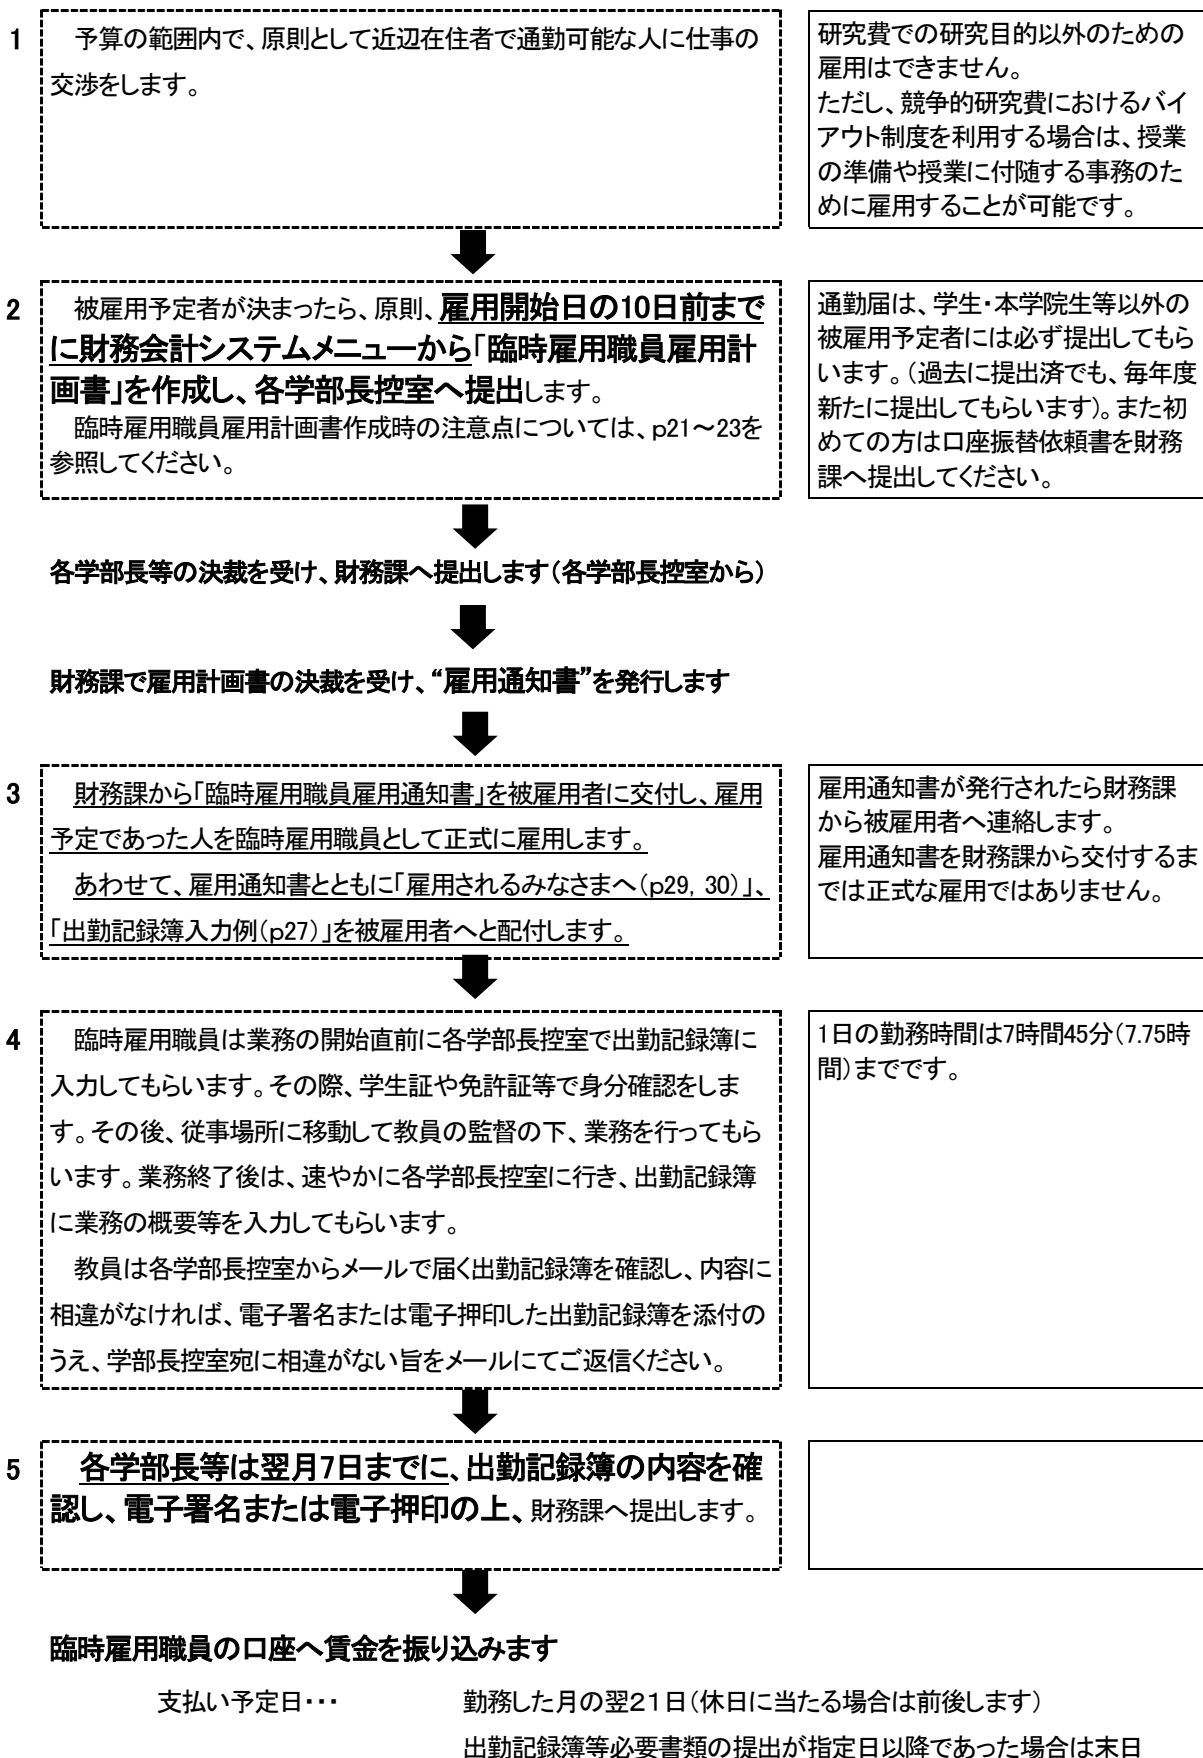 1
予算の範囲内で、原則として近辺在住者で通勤可能な人に仕事の
交渉をします。
研究費での研究目的以外のための
雇用はできません。
ただし、競争的研究費におけるバイ
アウト制度を利用する場合は、授業
の準備や授業に付随する事務のた
めに雇用することが可能です。
2
被雇用予定者が決まったら、原則、雇用開始日の10日前まで
に財務会計システムメニューから「臨時雇用職員雇用計
画書」を作成し、各学部長控室へ提出します。
臨時雇用職員雇用計画書作成時の注意点については、p21～23を
参照してください。
通勤届は、学生・本学院生等以外の
被雇用予定者には必ず提出してもら
います。(過去に提出済でも、毎年度
新たに提出してもらいます)。また初
めての方は口座振替依頼書を財務
課へ提出してください。
各学部長等の決裁を受け、財務課へ提出します(各学部長控室から)
財務課で雇用計画書の決裁を受け、“雇用通知書”を発行します
3
財務課から「臨時雇用職員雇用通知書」を被雇用者に交付し、雇用
予定であった人を臨時雇用職員として正式に雇用します。
あわせて、雇用通知書とともに「雇用されるみなさまへ(p29, 30)」、
「出勤記録簿入力例(p27)」を被雇用者へと配付します。
雇用通知書が発行されたら財務課
から被雇用者へ連絡します。
雇用通知書を財務課から交付するま
では正式な雇用ではありません。
4
臨時雇用職員は業務の開始直前に各学部長控室で出勤記録簿に
入力してもらいます。その際、学生証や免許証等で身分確認をしま
す。その後、従事場所に移動して教員の監督の下、業務を行ってもら
います。業務終了後は、速やかに各学部長控室に行き、出勤記録簿
に業務の概要等を入力してもらいます。
教員は各学部長控室からメールで届く出勤記録簿を確認し、内容に
相違がなければ、電子署名または電子押印した出勤記録簿を添付の
うえ、学部長控室宛に相違がない旨をメールにてご返信ください。
1日の勤務時間は7時間45分(7.75時
間)までです。
5
各学部長等は翌月7日までに、出勤記録簿の内容を確
認し、電子署名または電子押印の上、財務課へ提出します。
臨時雇用職員の口座へ賃金を振り込みます
支払い予定日・・・ 勤務した月の翌２１日(休日に当たる場合は前後します)
出勤記録簿等必要書類の提出が指定日以降であった場合は末日